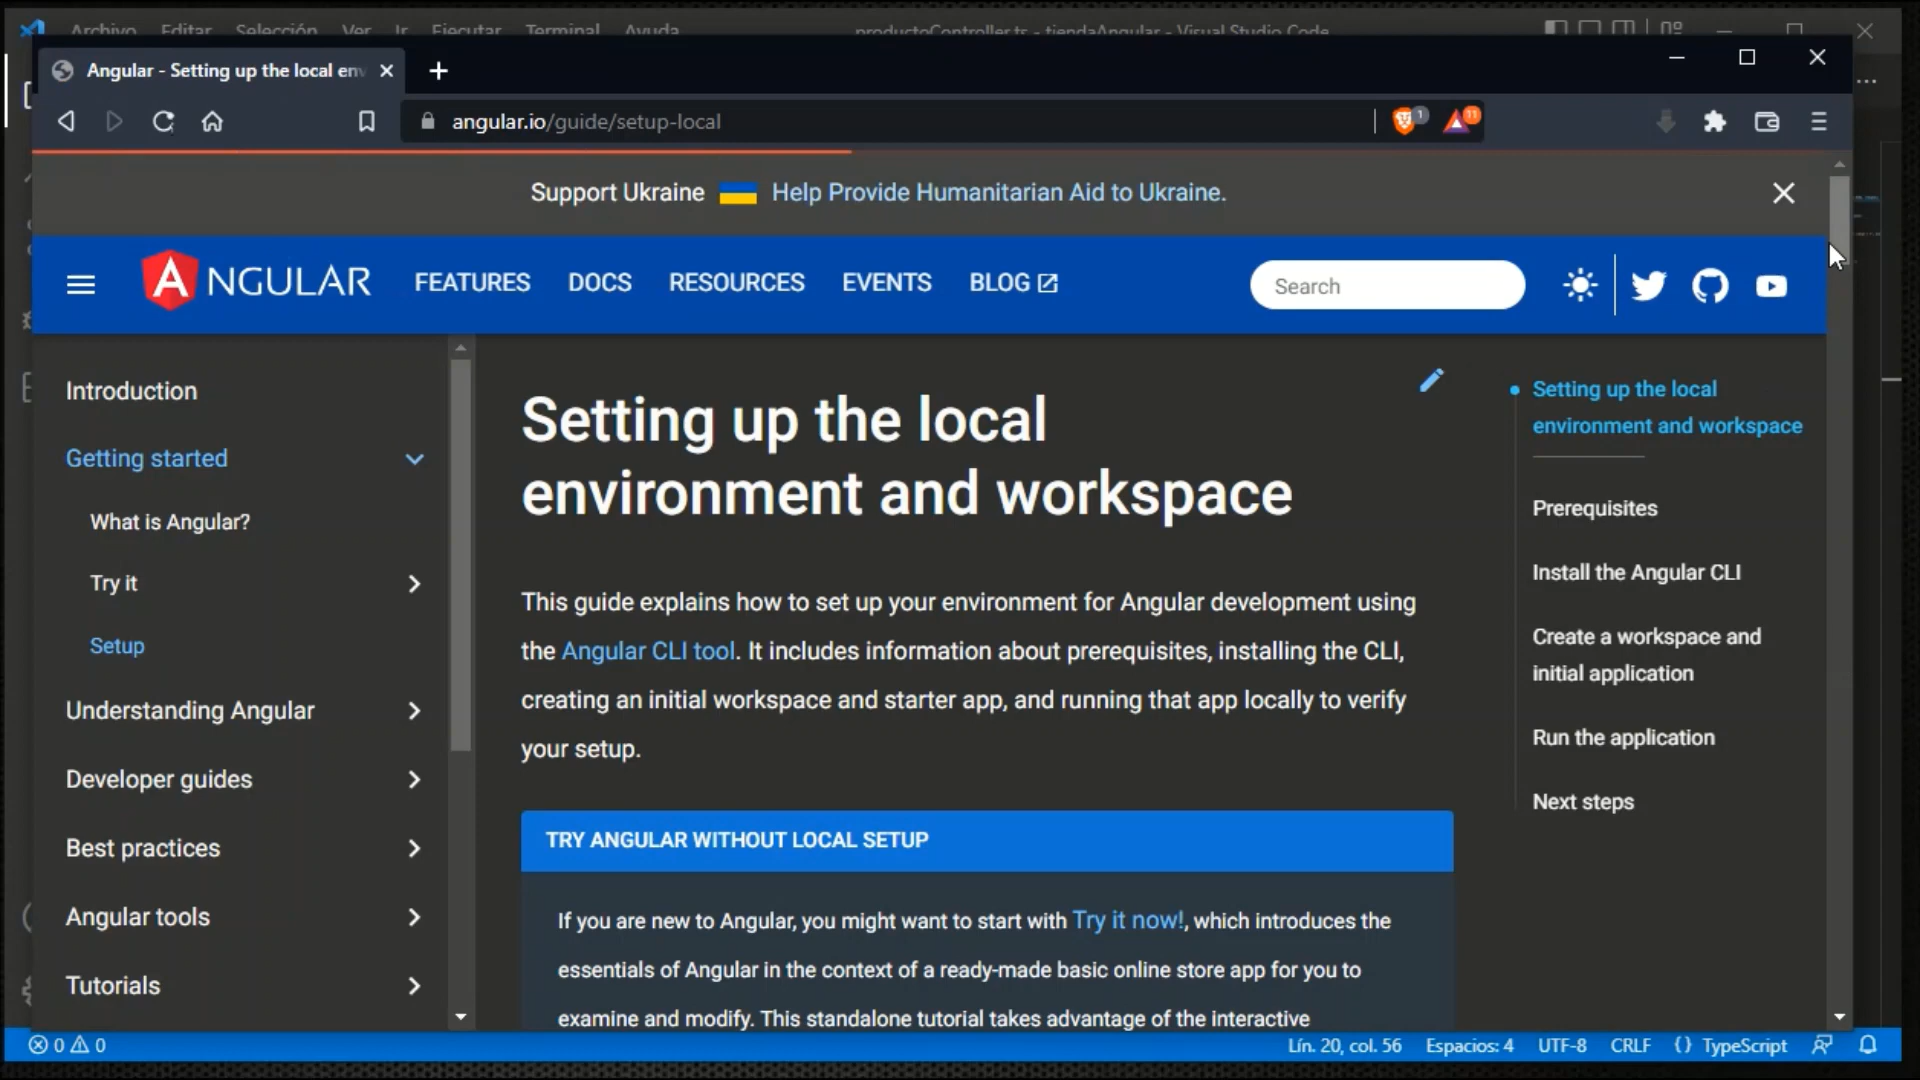 Archivo Editar Selección Ver Ir Ejecutar Terminal Ayuda productoController.ts - tiendaAngular - Visual Studio Code
Angular - Setting up the local env
angular.io/guide/setup-local
1
11
Support Ukraine Help Provide Humanitarian Aid to Ukraine.
ANGULAR FEATURES DOCS RESOURCES EVENTS BLOG
Search
Introduction
Getting started
What is Angular?
Try it
Setup
Understanding Angular
Developer guides
Best practices
Angular tools
Tutorials
Setting up the local
environment and workspace
This guide explains how to set up your environment for Angular development using
the Angular CLI tool. It includes information about prerequisites, installing the CLI,
creating an initial workspace and starter app, and running that app locally to verify
your setup.
TRY ANGULAR WITHOUT LOCAL SETUP
If you are new to Angular, you might want to start with Try it now!, which introduces the
essentials of Angular in the context of a ready-made basic online store app for you to
examine and modify. This standalone tutorial takes advantage of the interactive
Setting up the local
environment and workspace
Prerequisites
Install the Angular CLI
Create a workspace and
initial application
Run the application
Next steps
0 0 Lín. 20, col. 56 Espacios: 4 UTF-8 CRLF {} TypeScript